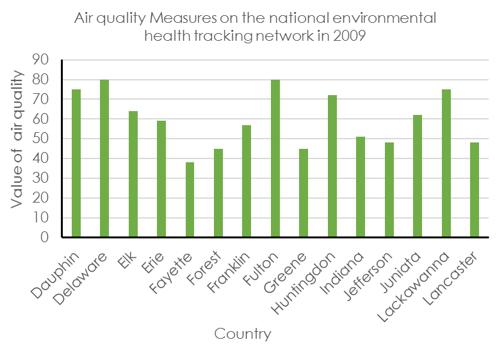 Air quality Measures on the national environmental
health tracking network in 2009
Value of air quality
90
80
70
60
50
40
30
20
10
0
Dauphin
Delaware
Elk
Erie
Fayette
Forest
Franklin
Fulton
Greene
Huntingdon
Indiana
Jefferson
Juniata
Lackawanna
Lancaster
Country